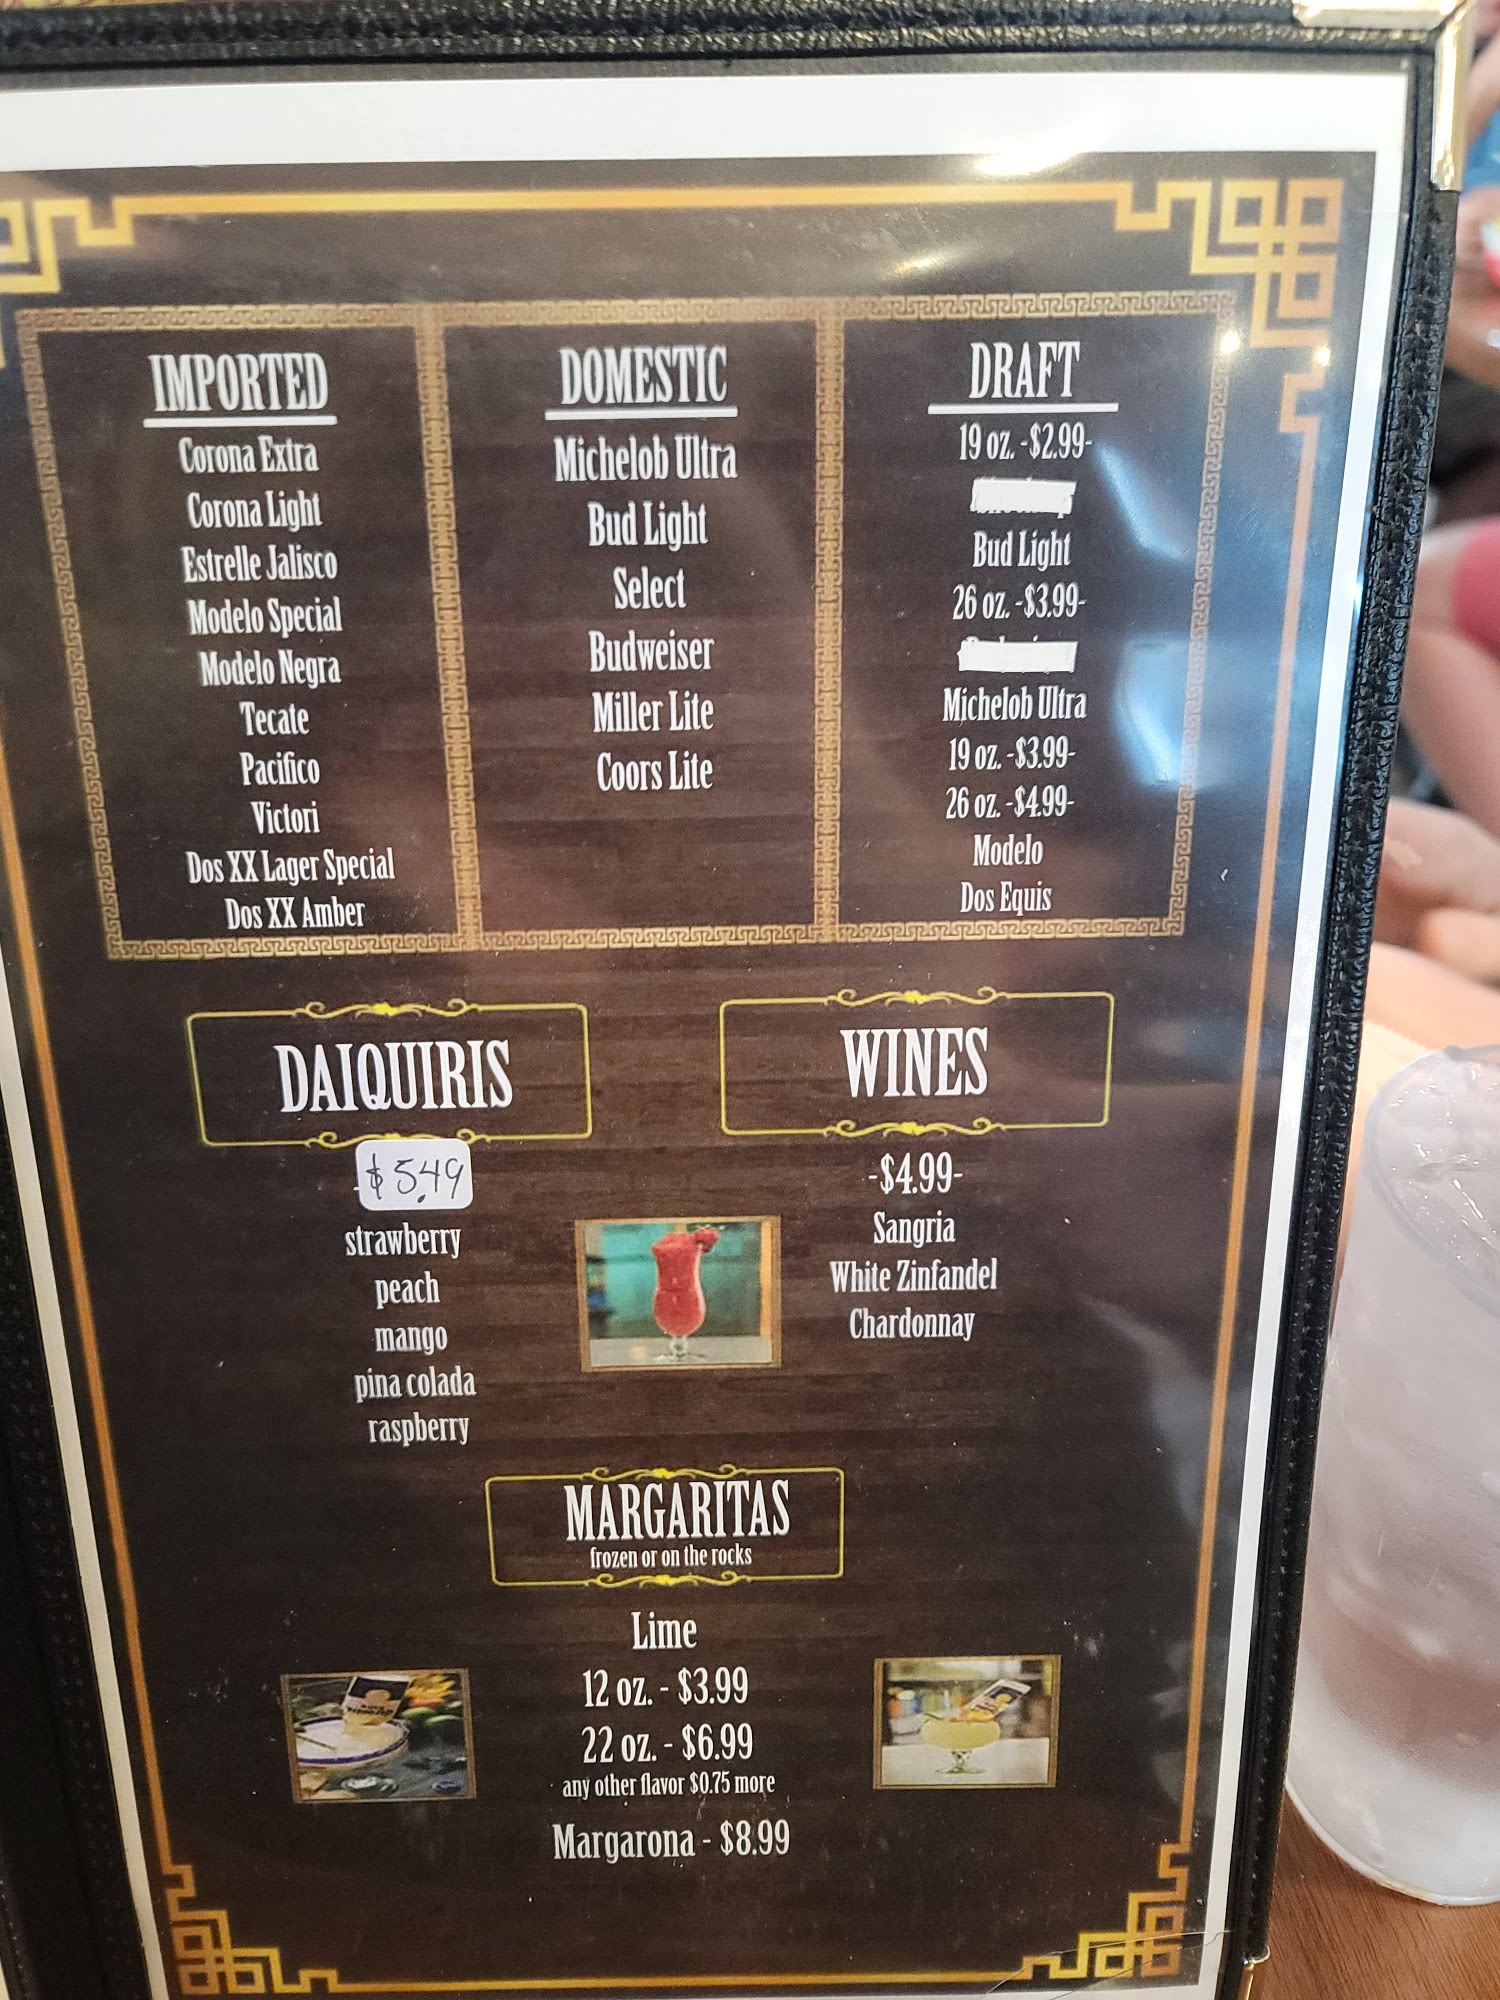 IMPORTED
Corona Extra
Corona Light
Estrelle Jalisco
Modelo Special
Modelo Negra
Tecate
Pacifico
Victori
Dos XX Lager Special
Dos XX Amber
DOMESTIC
Michelob Ultra
Bud Light
Select
Budweiser
Miller Lite
Coors Lite
DRAFT
19 oz. -$2.99-
Bud Light
26 oz. -$3.99-
Michelob Ultra
19 oz. -$3.99-
26 oz. -$4.99-
Modelo
Dos Equis
DAIQUIRIS
$5.49
strawberry
peach
mango
pina colada
raspberry
WINES
-$4.99-
Sangria
White Zinfandel
Chardonnay
MARGARITAS
frozen or on the rocks
Lime
12 oz. - $3.99
22 oz. - $6.99
any other flavor $0.75 more
Margarona - $8.99